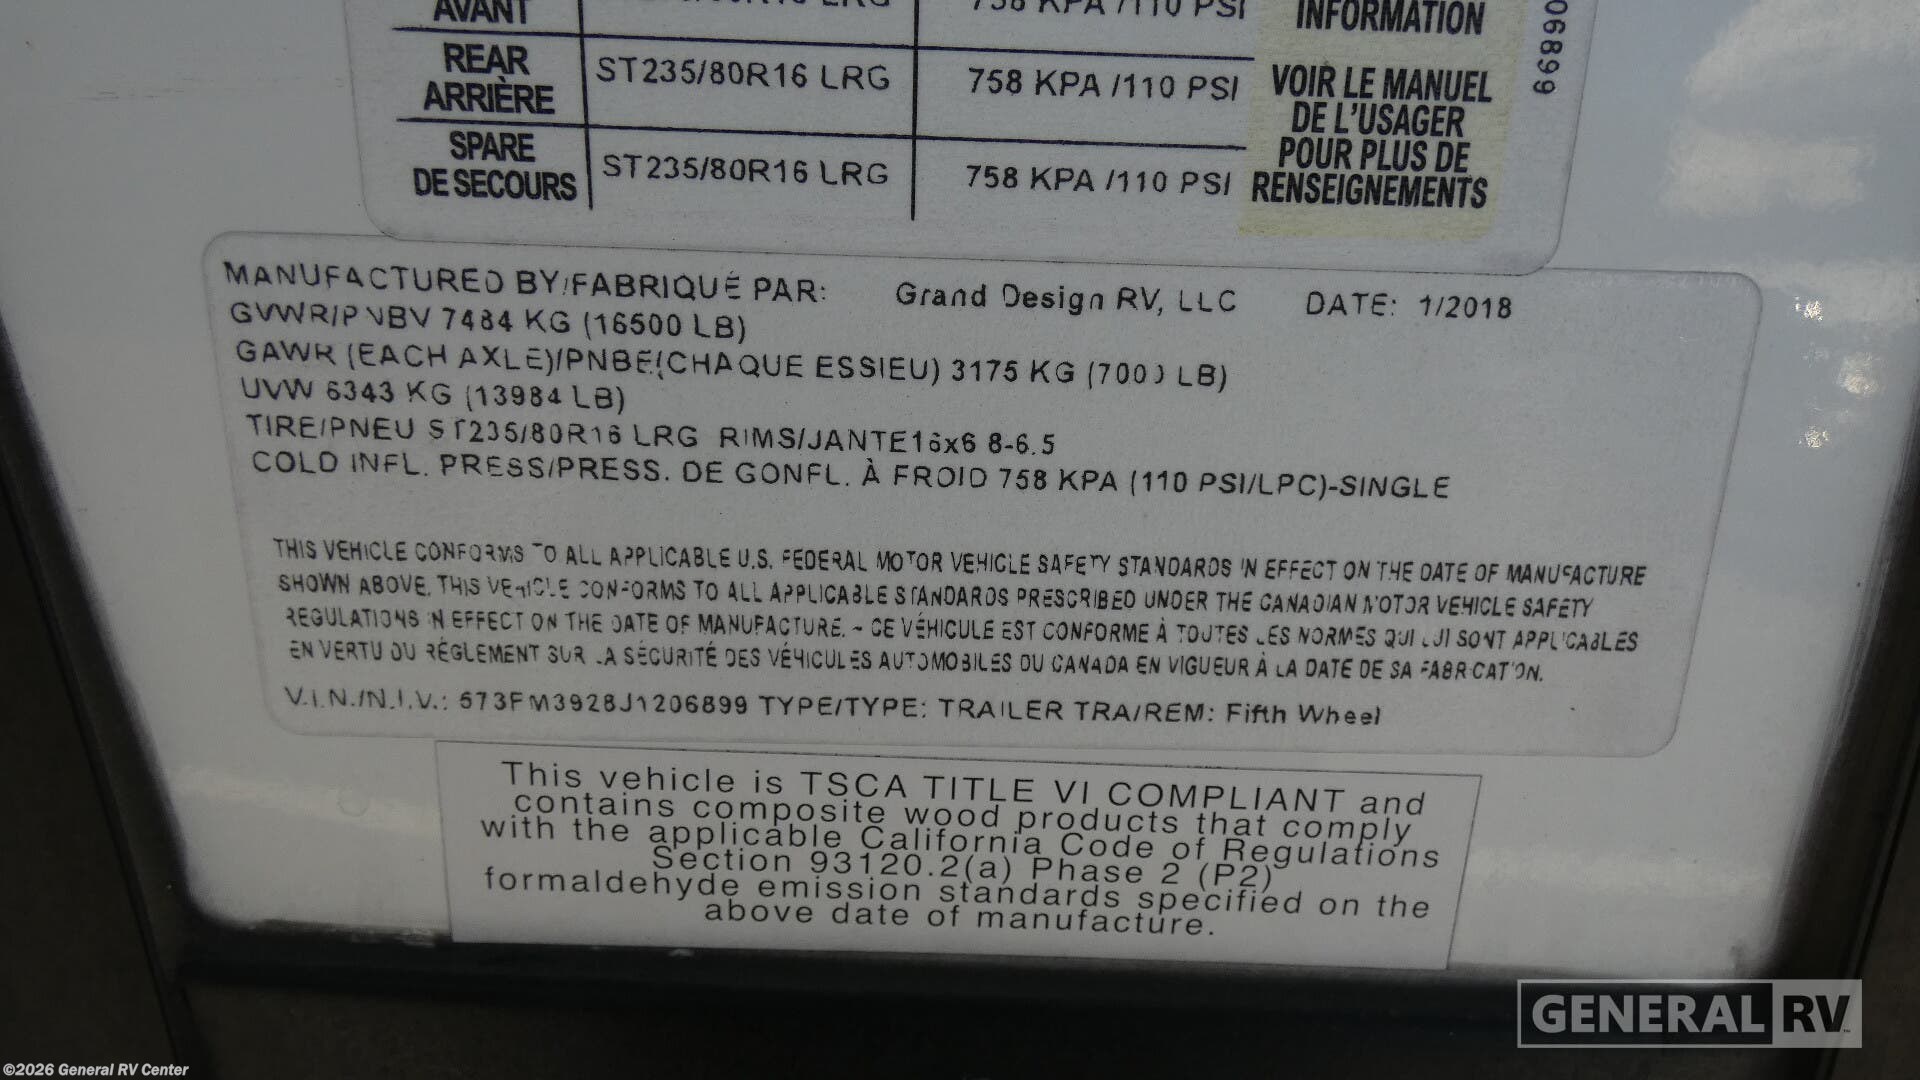 AVANT
758 KPA /110 PSI
INFORMATION
REAR
ARRIÈRE
ST235/80R16 LRG
758 KPA /110 PSI
SPARE
DE SECOURS
ST235/80R16 LRG
758 KPA /110 PSI
VOIR LE MANUEL
DE L'USAGER
POUR PLUS DE
RENSEIGNEMENTS
06899
MANUFACTURED BY/FABRIQUÉ PAR: Grand Design RV, LLC DATE: 1/2018
GVWR/PNBV 7484 KG (16500 LB)
GAWR (EACH AXLE)/PNBE(CHAQUE ESSIEU) 3175 KG (7000 LB)
UVW 6343 KG (13984 LB)
TIRE/PNEU ST235/80R16 LRG RIMS/JANTE16x6 8-6.5
COLD INFL. PRESS/PRESS. DE GONFL. À FROID 758 KPA (110 PSI/LPC)-SINGLE
THIS VEHICLE CONFORMS TO ALL APPLICABLE U.S. FEDERAL MOTOR VEHICLE SAFETY STANDARDS IN EFFECT ON THE DATE OF MANUFACTURE
SHOWN ABOVE. THIS VEHICLE CONFORMS TO ALL APPLICABLE STANDARDS PRESCRIBED UNDER THE CANADIAN MOTOR VEHICLE SAFETY
REGULATIONS IN EFFECT ON THE DATE OF MANUFACTURE. - CE VÉHICULE EST CONFORME À TOUTES LES NORMES QUI LUI SONT APPLICABLES
EN VERTU DU RÉGLEMENT SUR LA SÉCURITÉ DES VÉHICULES AUTOMOBILES DU CANADA EN VIGUEUR À LA DATE DE SA FABRICATION.
V.I.N./N.I.V.: 573FM3928J1206899 TYPE/TYPE: TRAILER TRA/REM: Fifth Wheel
This vehicle is TSCA TITLE VI COMPLIANT and
contains composite wood products that comply
with the applicable California Code of Regulations
Section 93120.2(a) Phase 2 (P2)
formaldehyde emission standards specified on the
above date of manufacture.
GENERAL RV
©2026 General RV Center